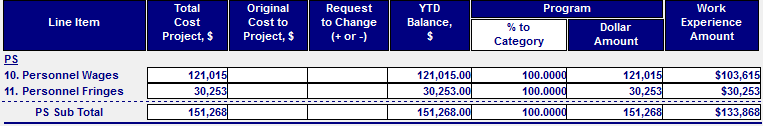 Line Item Total Cost Project, $ Original Cost to Project, $ Request to Change (+ or -) YTD Balance, $ Program % to Category Dollar Amount Work Experience Amount
PS
10. Personnel Wages 121,015 121,015.00 100.0000 121,015 $103,615
11. Personnel Fringes 30,253 30,253.00 100.0000 30,253 $30,253
PS Sub Total 151,268 151,268.00 100.0000 151,268 $133,868